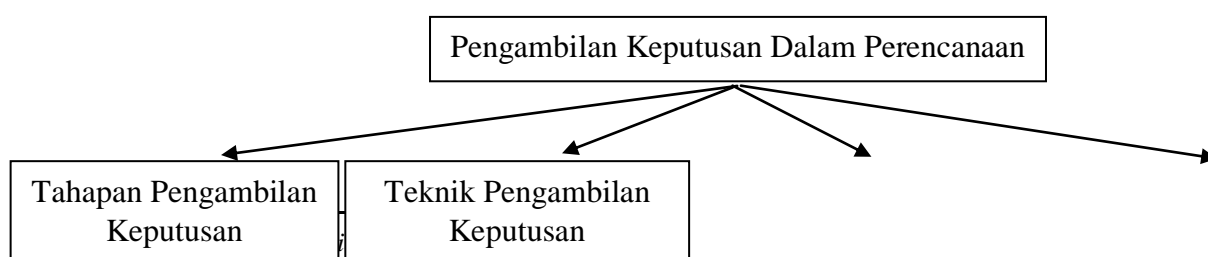 Pengambilan Keputusan Dalam Perencanaan
Tahapan Pengambilan
Keputusan
Teknik Pengambilan
Keputusan